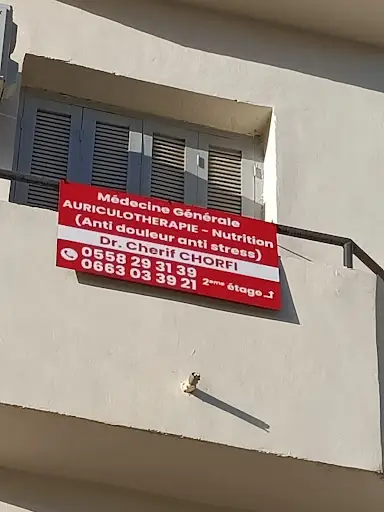 Médecine Générale
AURICULOTHERAPIE - Nutrition
(Anti douleur anti stress)
Dr. Cherif CHORFI
0558 29 31 39
0663 03 39 21 2eme étage